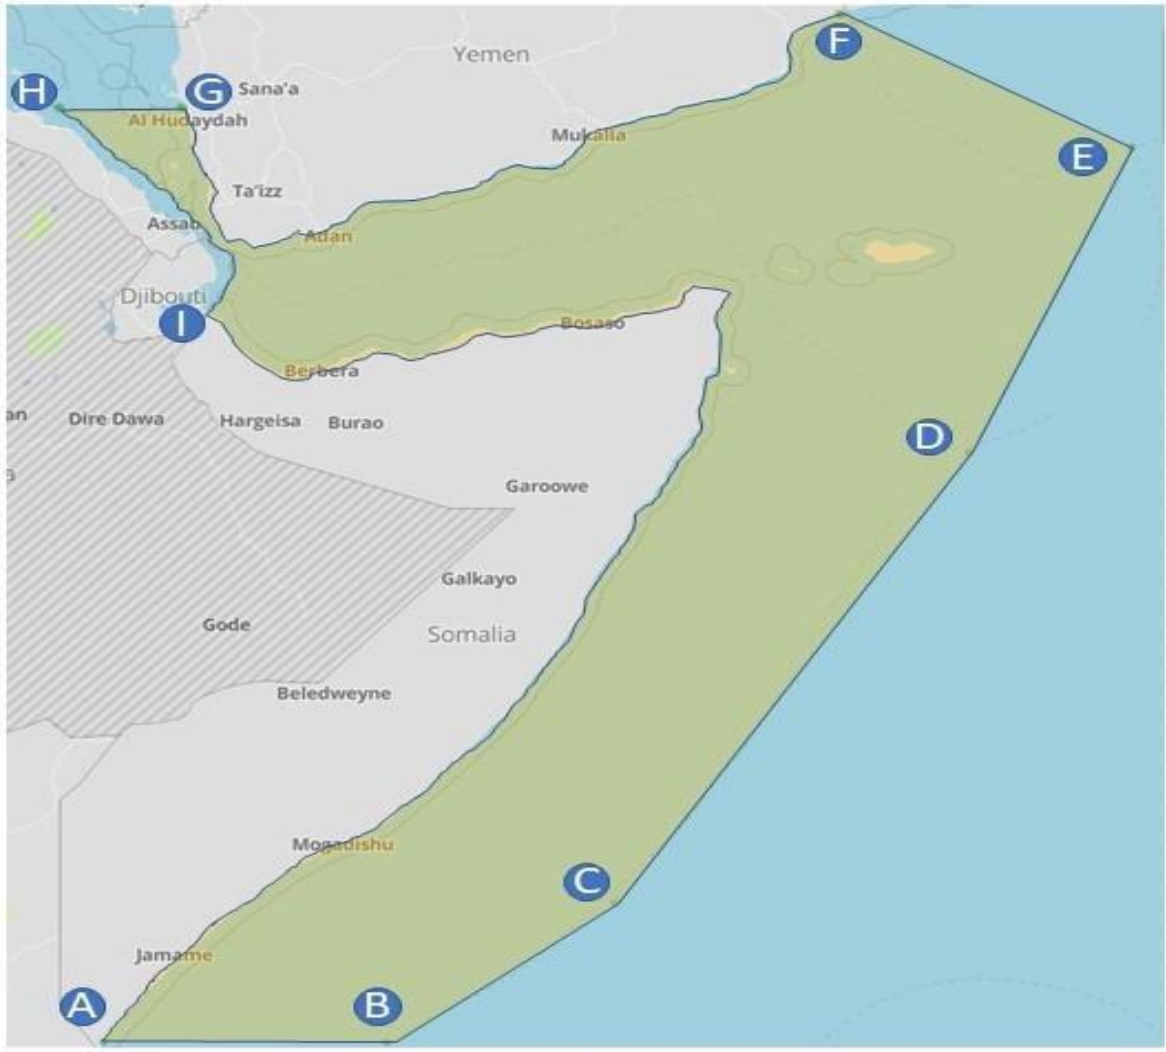 Yemen
F
H
G
Sana'a
Al Hudaydah
Mukalla
E
Ta'izz
Assab
Adan
Djibouti
I
Bosaso
Berbera
an
Dire Dawa
Hargeisa
Burao
D
Garoowe
Galkayo
Gode
Somalia
Beledweyne
Mogadishu
C
Jamame
A
B